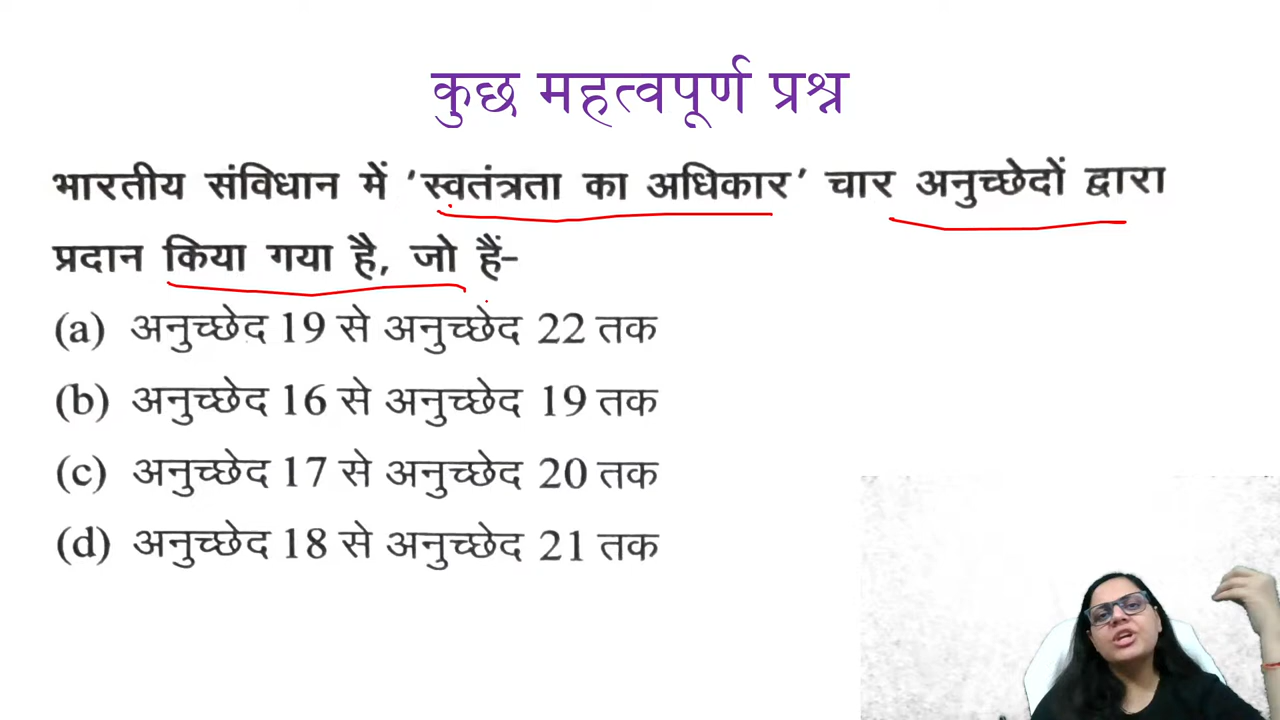 कुछ महत्वपूर्ण प्रश्न
भारतीय संविधान में 'स्वतंत्रता का अधिकार' चार अनुच्छेदों द्वारा
प्रदान किया गया है, जो हैं-
(a) अनुच्छेद 19 से अनुच्छेद 22 तक
(b) अनुच्छेद 16 से अनुच्छेद 19 तक
(c) अनुच्छेद 17 से अनुच्छेद 20 तक
(d) अनुच्छेद 18 से अनुच्छेद 21 तक